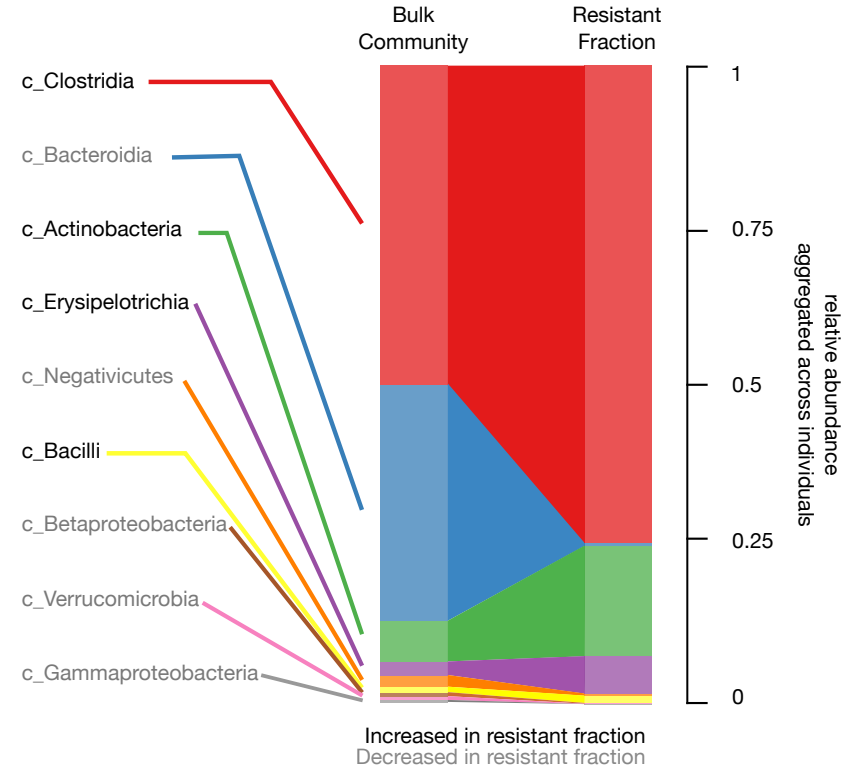 Bulk
Community
Resistant
Fraction
c_Clostridia
c_Bacteroidia
c_Actinobacteria
c_Erysipelotrichia
c_Negativicutes
c_Bacilli
c_Betaproteobacteria
c_Verrucomicrobia
c_Gammaproteobacteria
1
0.75
0.5
0.25
0
relative abundance
aggregated across individuals
Increased in resistant fraction
Decreased in resistant fraction